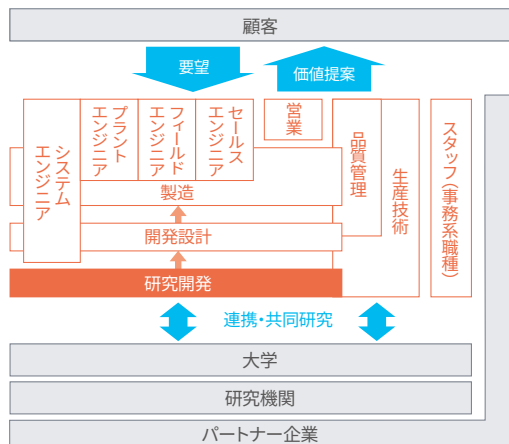 顧客
要望
価値提案
システム
エンジニア
プラント
エンジニア
フィールド
エンジニア
セールス
エンジニア
営業
品質管理
生産技術
スタッフ(事務系職種)
製造
開発設計
研究開発
連携・共同研究
大学
研究機関
パートナー企業